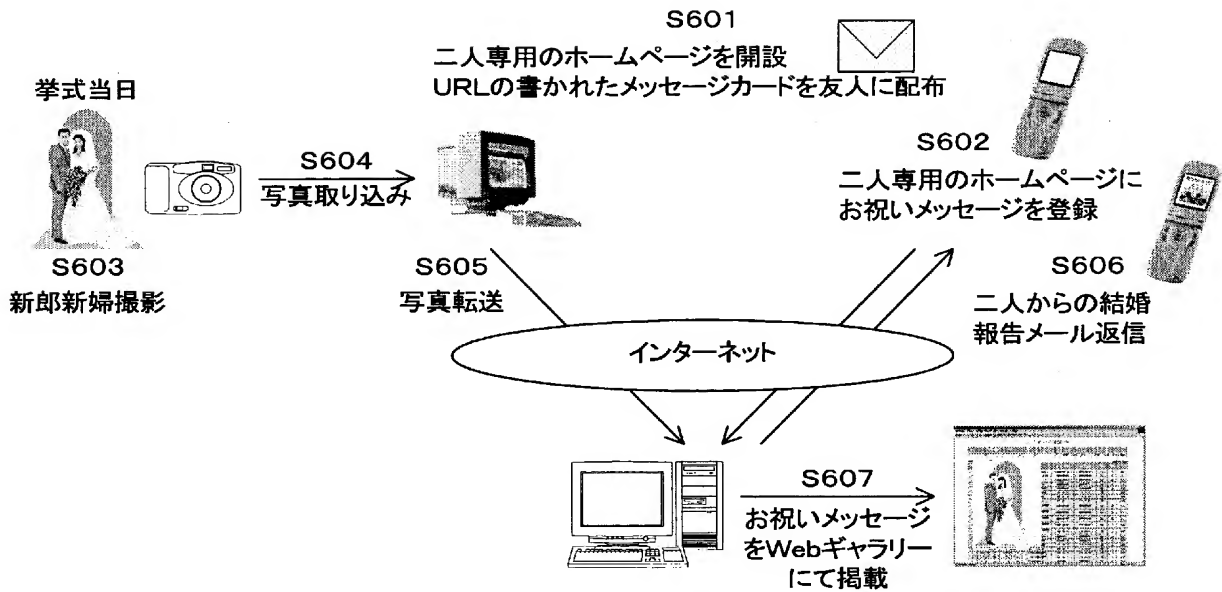 S601
二人専用のホームページを開設
URLの書かれたメッセージカードを友人に配布
挙式当日
S604
写真取り込み
S602
二人専用のホームページに
お祝いメッセージを登録
S603
新郎新婦撮影
S605
写真転送
S606
二人からの結婚
報告メール返信
インターネット
S607
お祝いメッセージ
をWebギャラリー
にて掲載